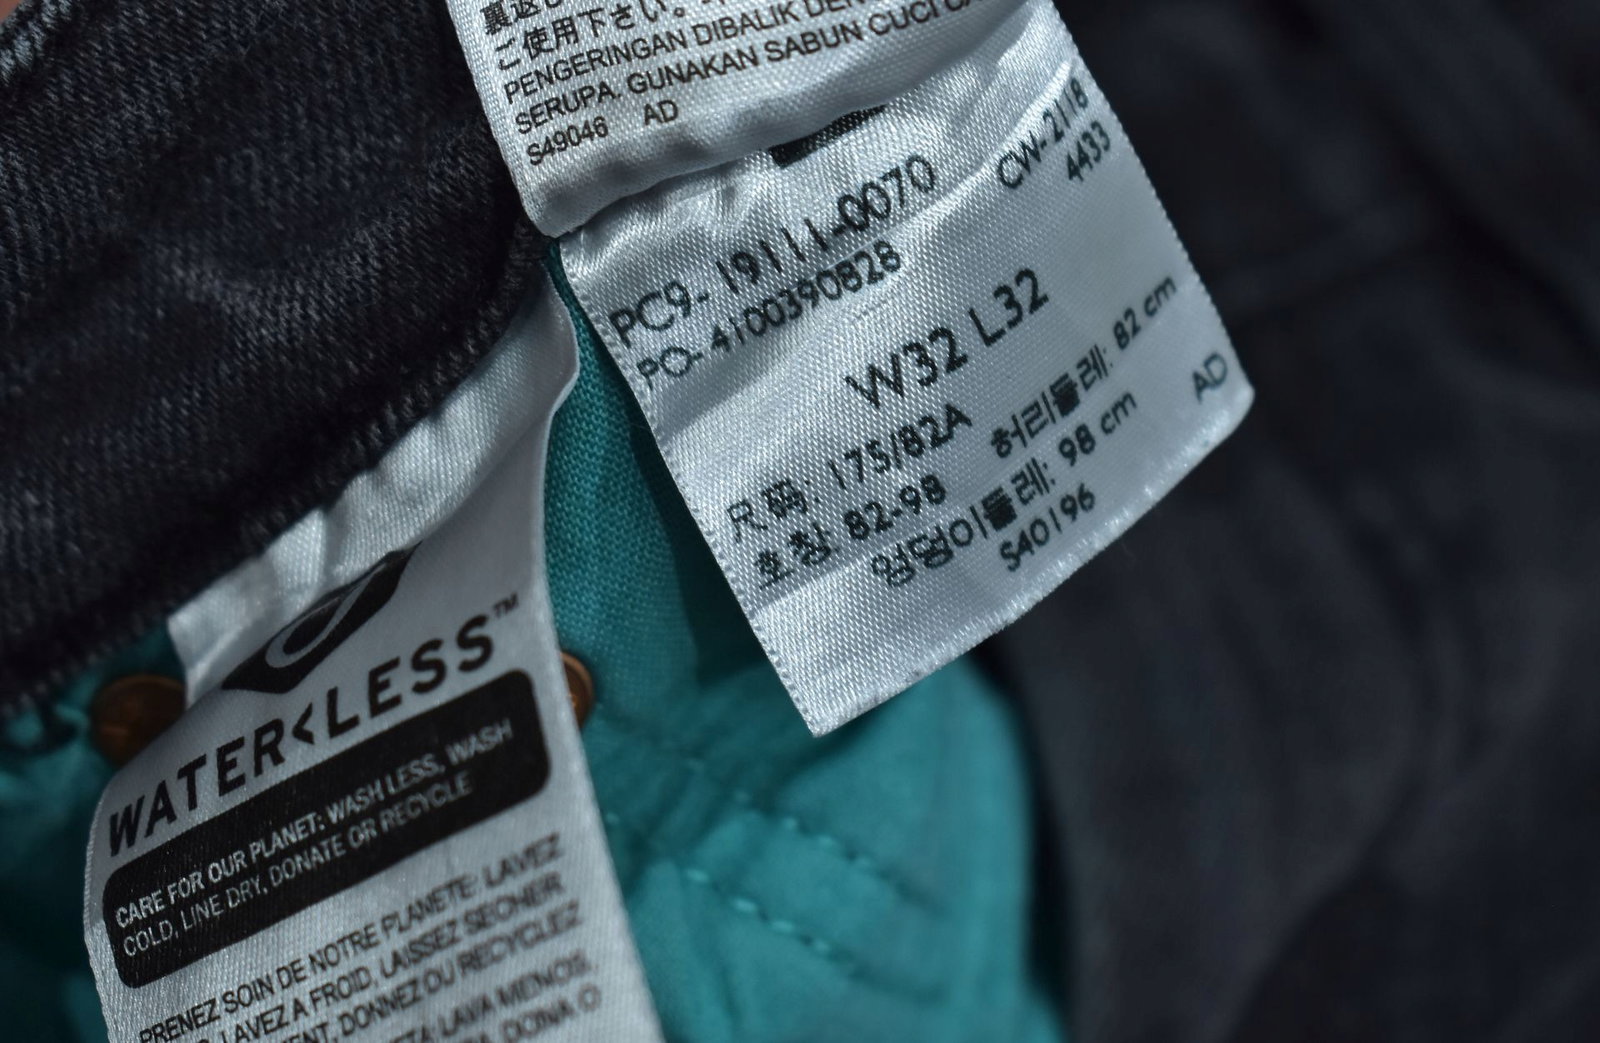 ご使用下さい。
PENGERINGAN DIBALIK
SERUPA. GUNAKAN SABUN CUCI
S49046 AD
CW-2118
4433
PC9-19111-0070
PO-4100390828
W32 L32
尺码: 175/82A 허리둘레: 82 cm
호칭: 82-98 엉덩이둘레: 98 cm
S40196
AD
WATER<LESS™
CARE FOR OUR PLANET: WASH LESS, WASH
COLD, LINE DRY, DONATE OR RECYCLE
PRENEZ SOIN DE NOTRE PLANETE: LAVEZ
LAVEZ A FROID, LAISSEZ SECHER
DONNEZ OU RECYCLEZ
LAVA MENOS,
DONA O